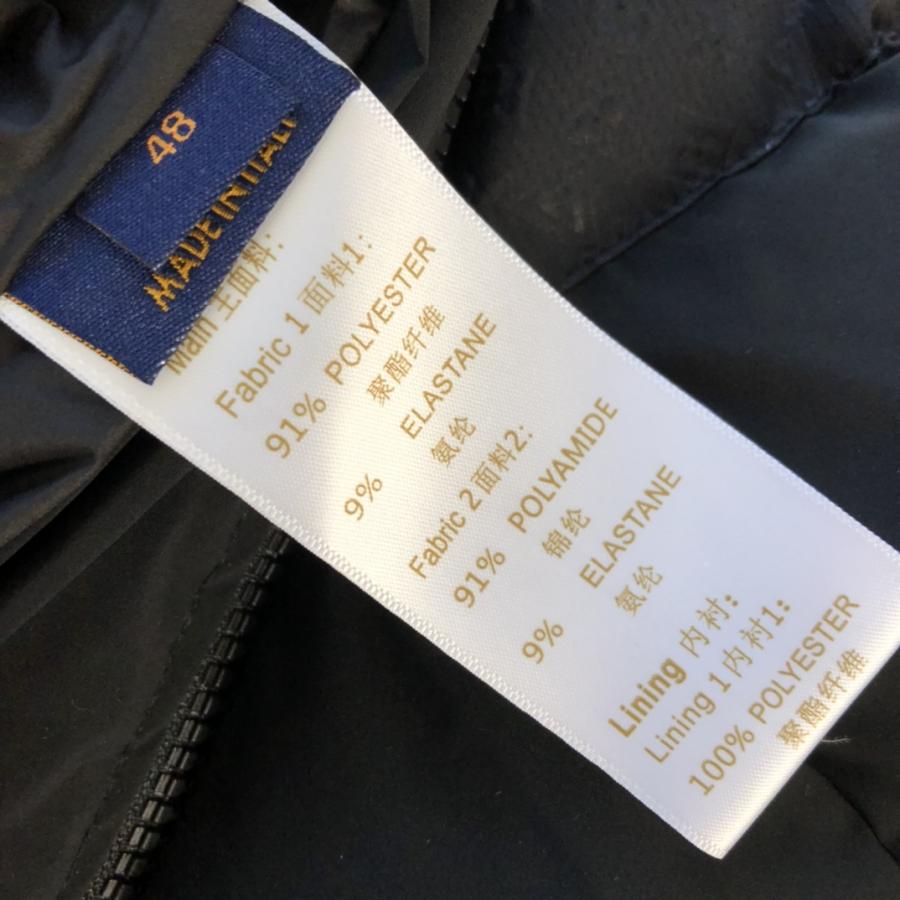 48
MADE IN ITALY
Main 主面料:
Fabric 1 面料1:
91% POLYESTER
聚酯纤维
9% ELASTANE
氨纶
Fabric 2 面料2:
91% POLYAMIDE
锦纶
9% ELASTANE
氨纶
Lining 内衬:
Lining 1 内衬1:
100% POLYESTER
聚酯纤维